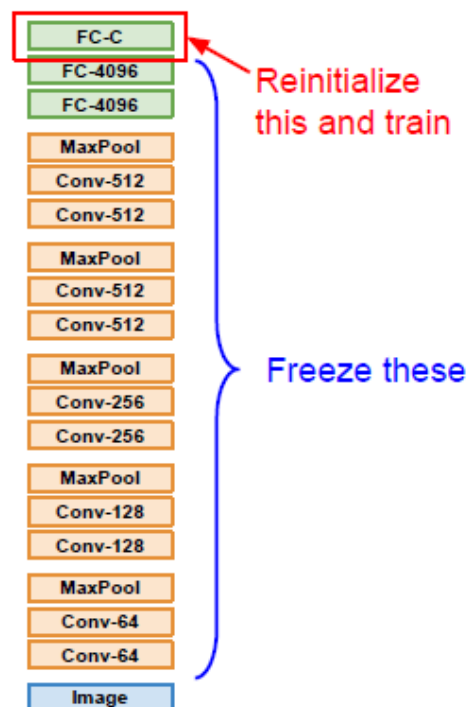 FC-C
FC-4096
FC-4096
MaxPool
Conv-512
Conv-512
MaxPool
Conv-512
Conv-512
MaxPool
Conv-256
Conv-256
MaxPool
Conv-128
Conv-128
MaxPool
Conv-64
Conv-64
Image
Reinitialize
this and train
Freeze these